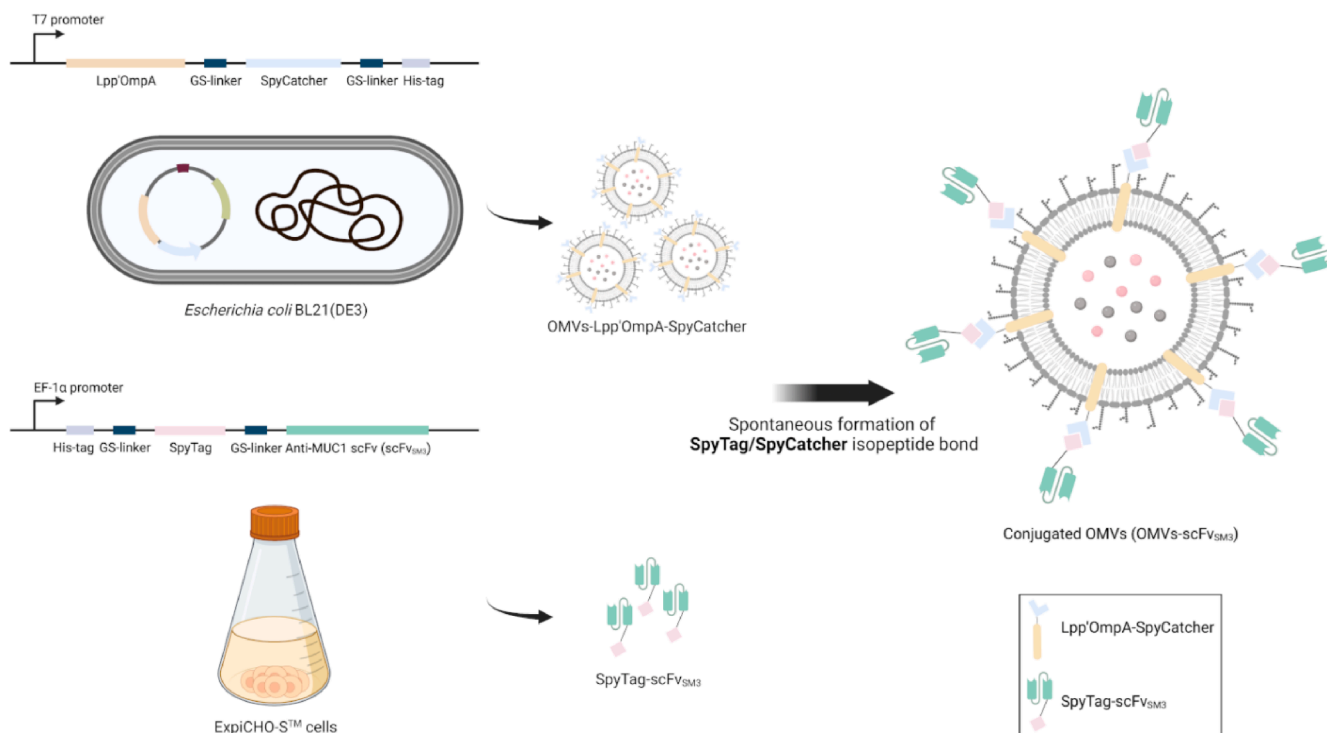 T7 promoter
Lpp'OmpA GS-linker SpyCatcher GS-linker His-tag
Escherichia coli BL21(DE3)
OMVs-Lpp'OmpA-SpyCatcher
EF-1α promoter
His-tag GS-linker SpyTag GS-linker Anti-MUC1 scFv (scFvSM3)
ExpiCHO-S™ cells
SpyTag-scFvSM3
Spontaneous formation of
SpyTag/SpyCatcher isopeptide bond
Conjugated OMVs (OMVs-scFvSM3)
Lpp'OmpA-SpyCatcher
SpyTag-scFvSM3